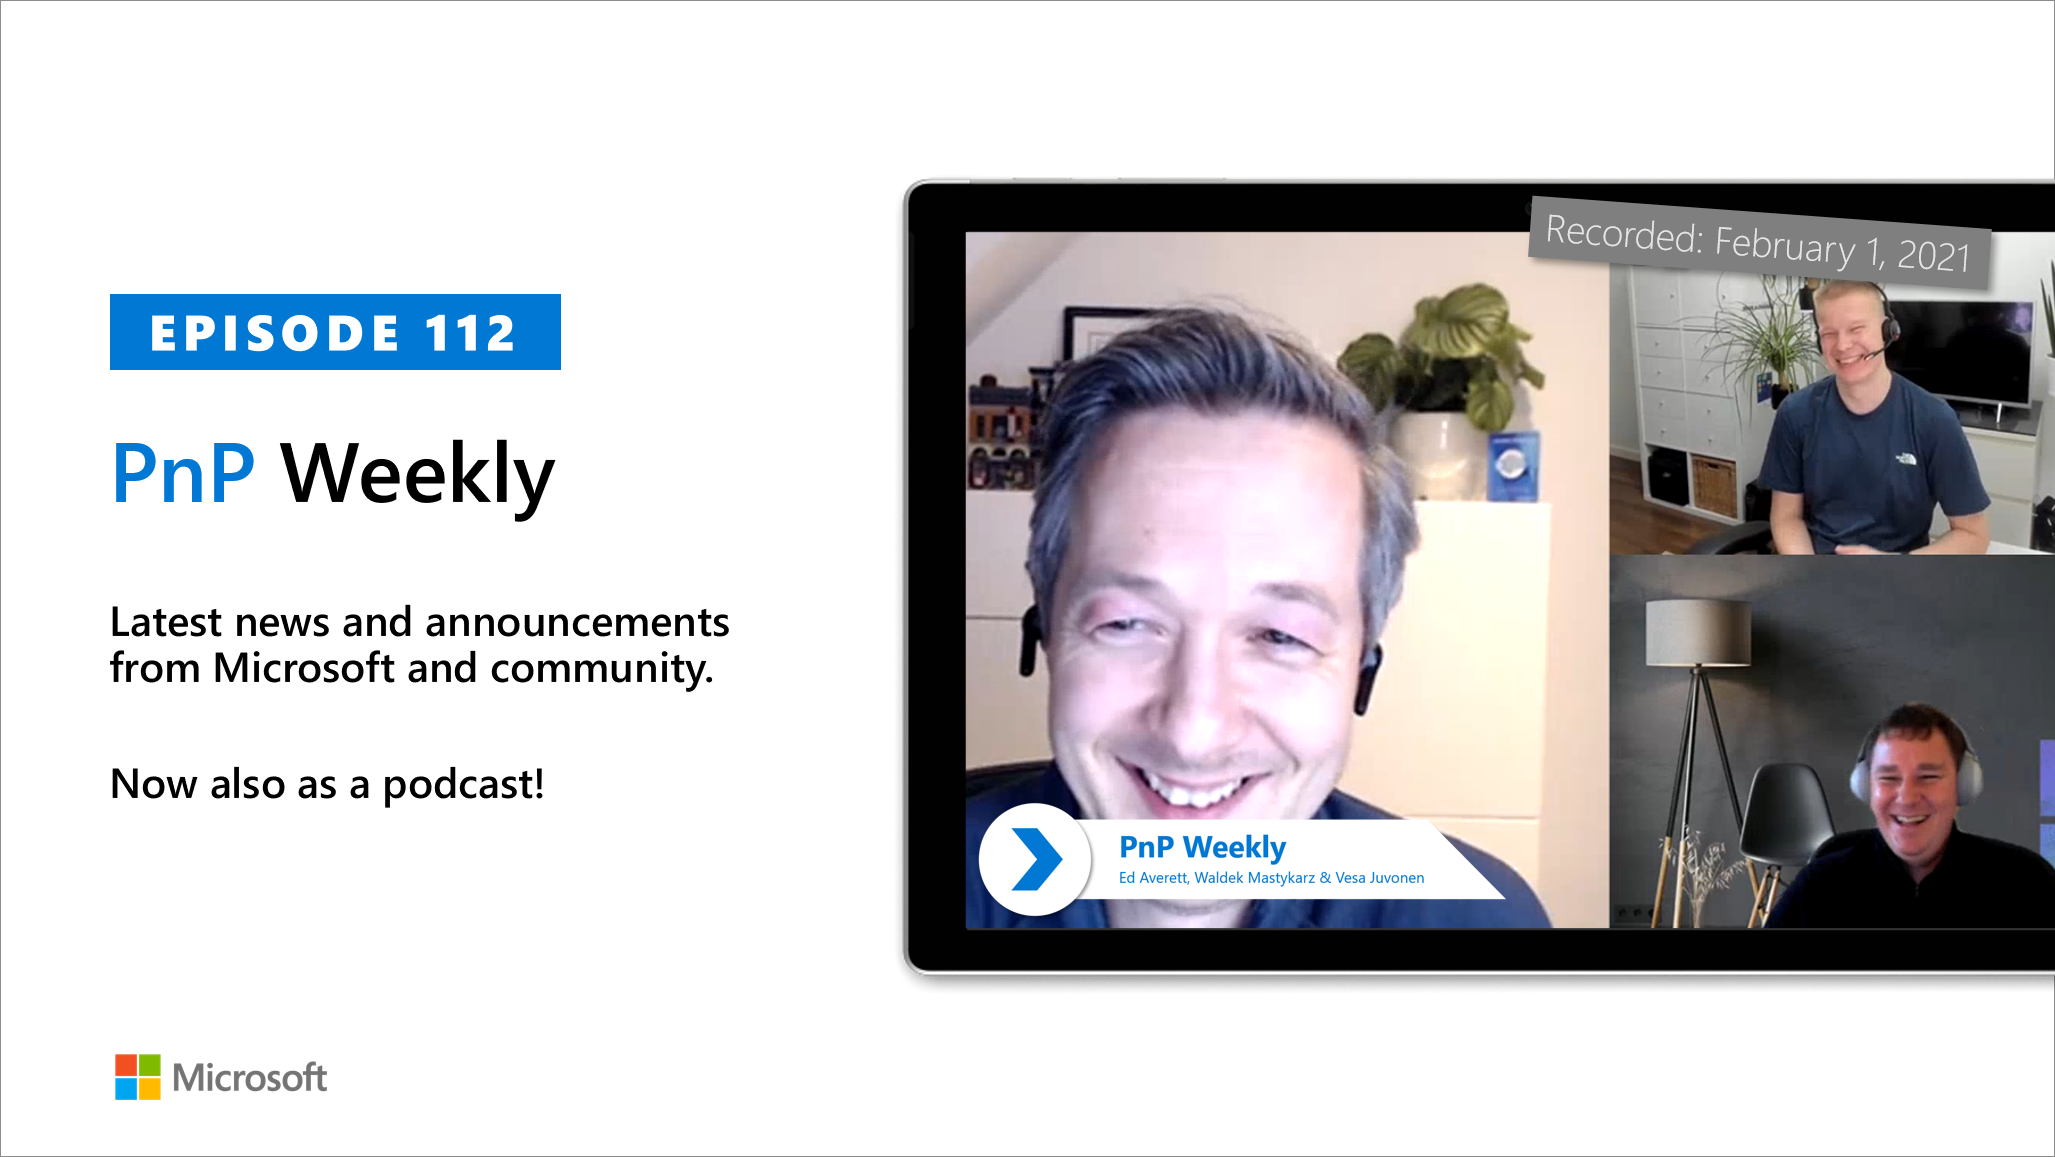 EPISODE 112
PnP Weekly
Latest news and announcements
from Microsoft and community.
Now also as a podcast!
Microsoft
Recorded: February 1, 2021
PnP Weekly
Ed Averett, Waldek Mastykarz & Vesa Juvonen